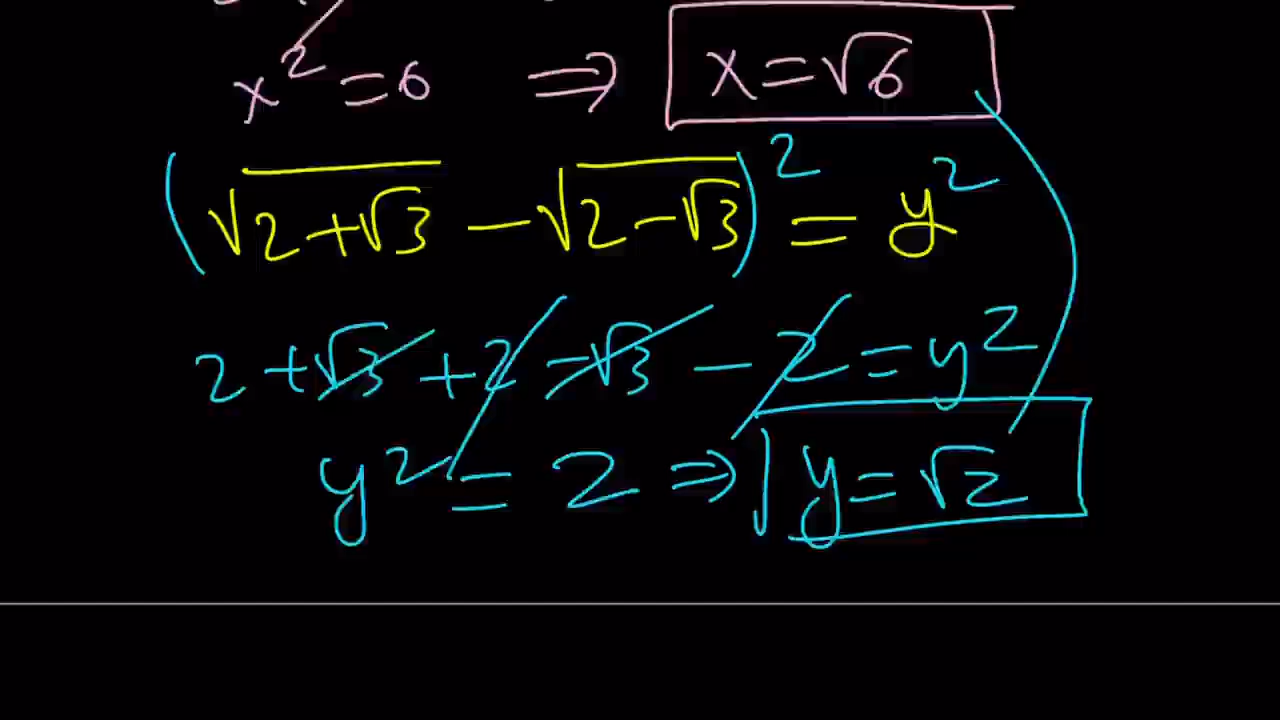 x² = 6 ⇒ x = √6
(√(2+√3) − √(2−√3))² = y²
2 + √3 + 2 − √3 − 2 = y²
y² = 2 ⇒ y = √2